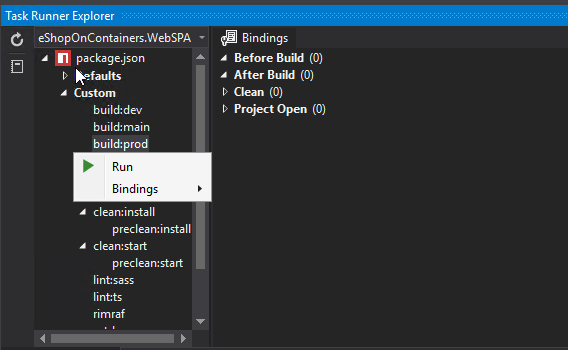 Task Runner Explorer
eShopOnContainers.WebSPA
package.json
efaults
Custom
build:dev
build:main
build:prod
Run
Bindings
clean:install
preclean:install
clean:start
preclean:start
lint:sass
lint:ts
rimraf
Bindings
Before Build (0)
After Build (0)
Clean (0)
Project Open (0)